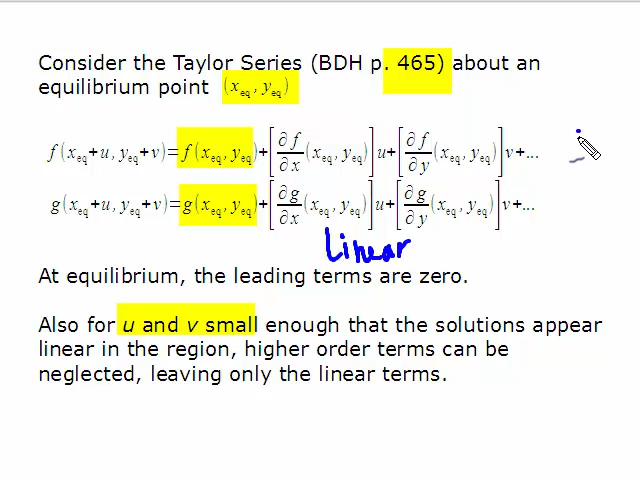 Consider the Taylor Series (BDH p. 465) about an
equilibrium point (x_eq, y_eq)
f(x_eq+u, y_eq+v)=f(x_eq, y_eq)+[∂f/∂x (x_eq, y_eq)]u+[∂f/∂y (x_eq, y_eq)]v+...
g(x_eq+u, y_eq+v)=g(x_eq, y_eq)+[∂g/∂x (x_eq, y_eq)]u+[∂g/∂y (x_eq, y_eq)]v+...
Linear
At equilibrium, the leading terms are zero.
Also for u and v small enough that the solutions appear
linear in the region, higher order terms can be
neglected, leaving only the linear terms.